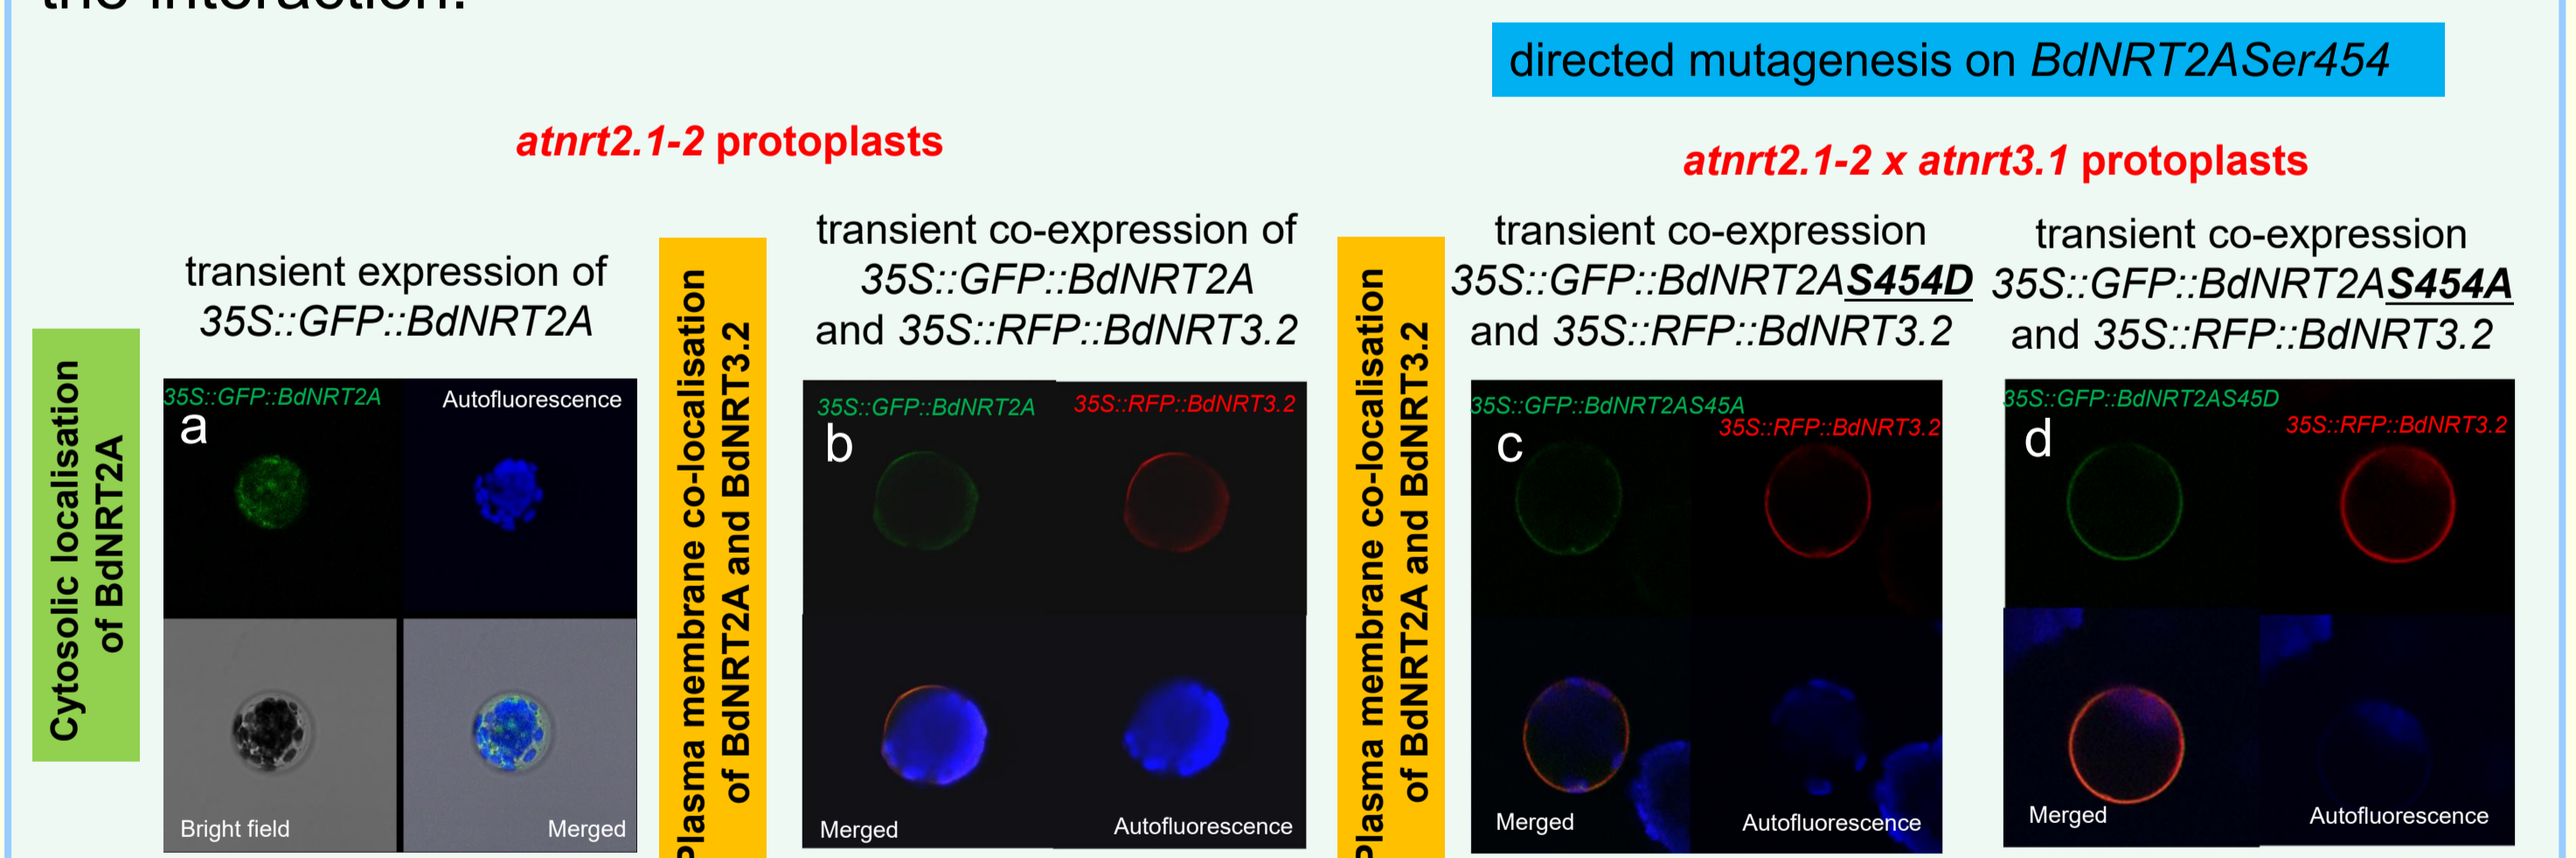 the interaction.
directed mutagenesis on BdNRT2ASer454
atnrt2.1-2 protoplasts
atnrt2.1-2 x atnrt3.1 protoplasts
Cytosolic localisation
of BdNRT2A
transient expression of
35S::GFP::BdNRT2A
35S::GFP::BdNRT2A
Autofluorescence
a
Bright field
Merged
Plasma membrane co-localisation
of BdNRT2A and BdNRT3.2
transient co-expression of
35S::GFP::BdNRT2A
and 35S::RFP::BdNRT3.2
35S::GFP::BdNRT2A
35S::RFP::BdNRT3.2
b
Merged
Autofluorescence
Plasma membrane co-localisation
of BdNRT2A and BdNRT3.2
transient co-expression
35S::GFP::BdNRT2AS454D
and 35S::RFP::BdNRT3.2
35S::GFP::BdNRT2AS45A
35S::RFP::BdNRT3.2
c
Merged
Autofluorescence
transient co-expression
35S::GFP::BdNRT2AS454A
and 35S::RFP::BdNRT3.2
35S::GFP::BdNRT2AS45D
35S::RFP::BdNRT3.2
d
Merged
Autofluorescence